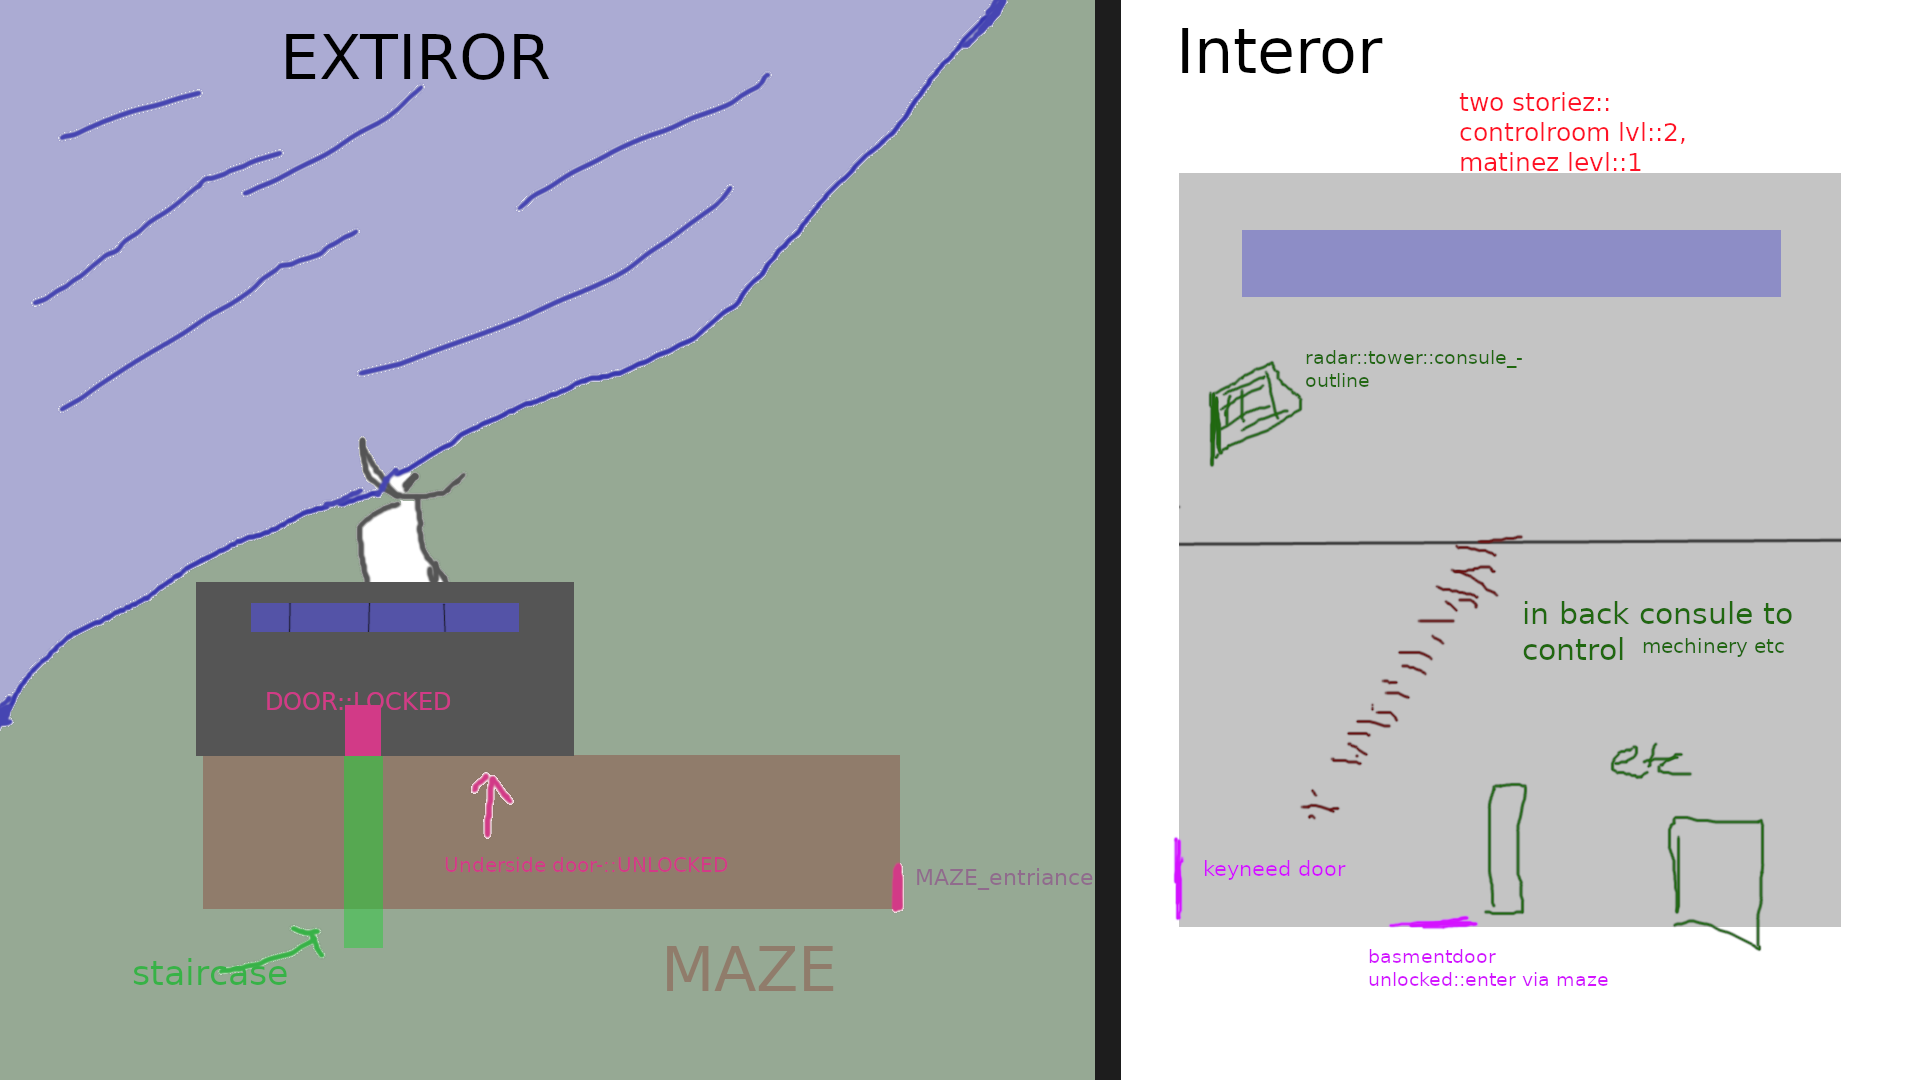 EXTIROR
DOOR::LOCKED
Underside door-::UNLOCKED
MAZE_entriance
staircase
MAZE
Interor
two storiez::
controlroom lvl::2,
matinez levl::1
radar::tower::consule_-
outline
in back consule to
control mechinery etc
etc
keyneed door
basmentdoor
unlocked::enter via maze